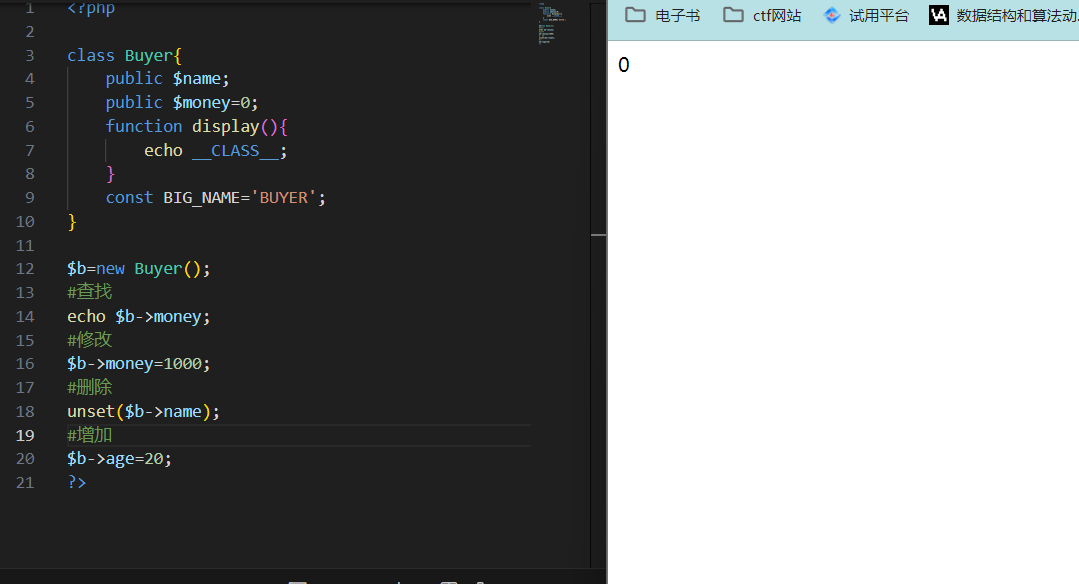 1 <?php
2
3 class Buyer{
4     public $name;
5     public $money=0;
6     function display(){
7         echo __CLASS__;
8     }
9     const BIG_NAME='BUYER';
10 }
11
12 $b=new Buyer();
13 #查找
14 echo $b->money;
15 #修改
16 $b->money=1000;
17 #删除
18 unset($b->name);
19 #增加
20 $b->age=20;
21 ?>
电子书 ctf网站 试用平台 VA 数据结构和算法动
0